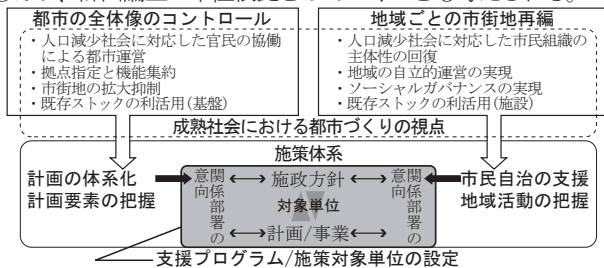 都市の全体像のコントロール
・人口減少社会に対応した官民の協働
による都市運営
・拠点指定と機能集約
・市街地の拡大抑制
・既存ストックの利活用(基盤)
地域ごとの市街地再編
・人口減少社会に対応した市民組織の
主体性の回復
・地域の自立的運営の実現
・ソーシャルガバナンスの実現
・既存ストックの利活用(施設)
成熟社会における都市づくりの視点
施策体系
計画の体系化
計画要素の把握
関係部署の
意向
施政方針
対象単位
計画/事業
関係部署の
意向
市民自治の支援
地域活動の把握
支援プログラム/施策対象単位の設定